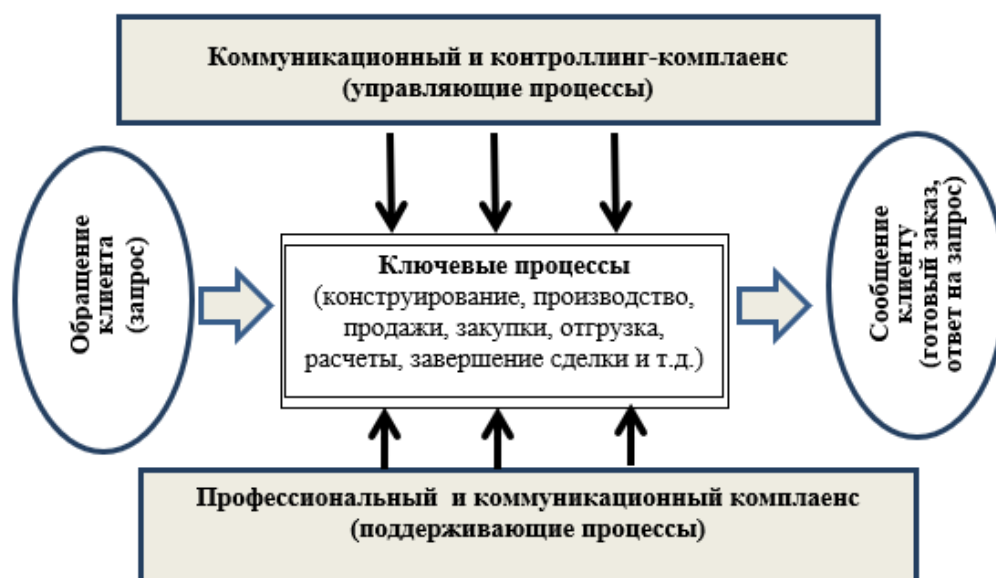 Коммуникационный и контроллинг-комплаенс
(управляющие процессы)
Обращение
клиента
(запрос)
Ключевые процессы
(конструирование, производство,
продажи, закупки, отгрузка,
расчеты, завершение сделки и т.д.)
Сообщение
клиенту
(готовый заказ,
ответ на запрос)
Профессиональный и коммуникационный комплаенс
(поддерживающие процессы)